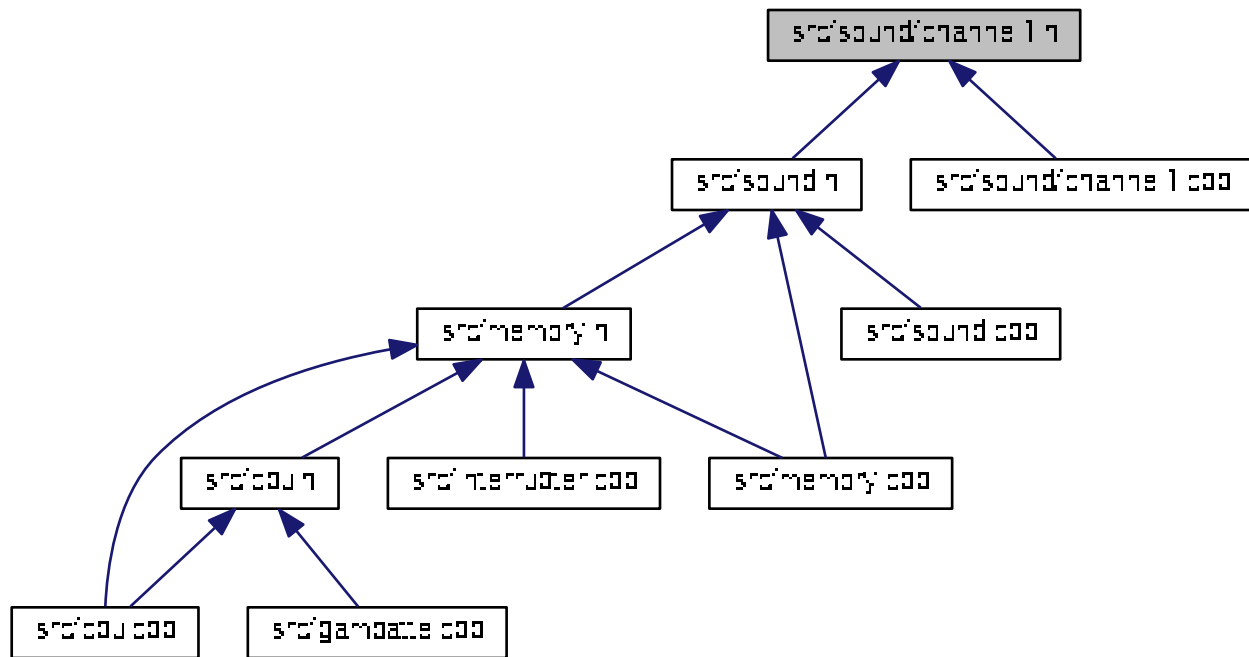 src/sound/channel1.h
src/sound.h
src/sound/channel1.cpp
src/memory.h
src/sound.cpp
src/cpu.h
src/interrupter.cpp
src/memory.cpp
src/cpu.cpp
src/gambatte.cpp